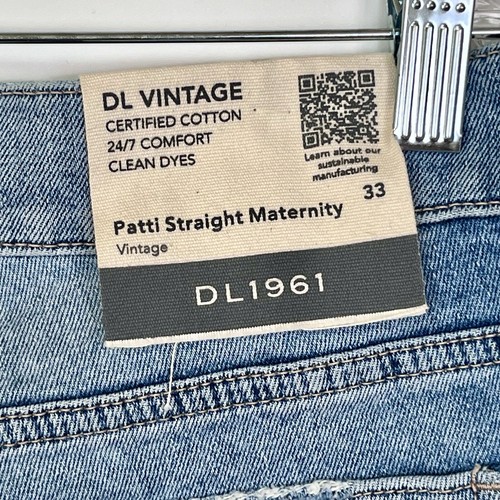 DL VINTAGE
CERTIFIED COTTON
24/7 COMFORT
CLEAN DYES
Learn about our
sustainable
manufacturing
33
Patti Straight Maternity
Vintage
DL1961